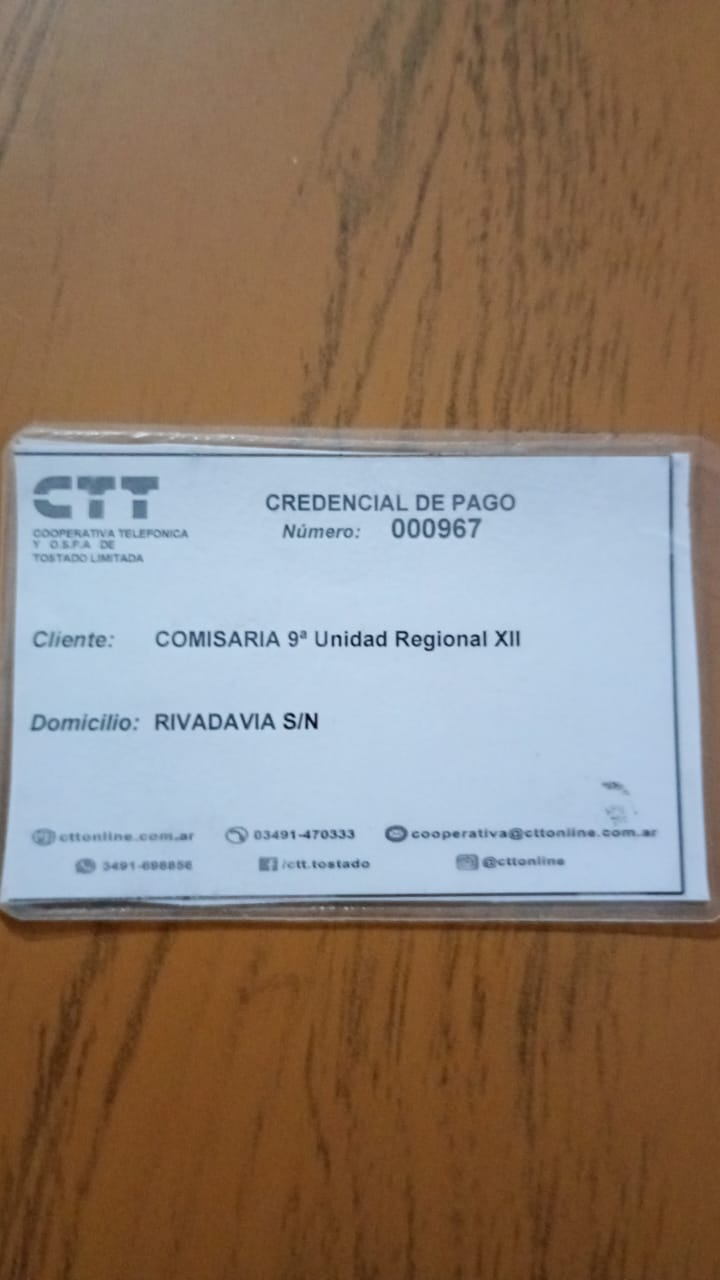 CTT
COOPERATIVA TELEFONICA
Y O.S.P.A DE
TOSTADO LIMITADA
CREDENCIAL DE PAGO
Número: 000967
Cliente: COMISARIA 9ª Unidad Regional XII
Domicilio: RIVADAVIA S/N
cttonline.com.ar 03491-470333 cooperativa@cttonline.com.ar
3491-698856 /ctt.tostado @cttonline